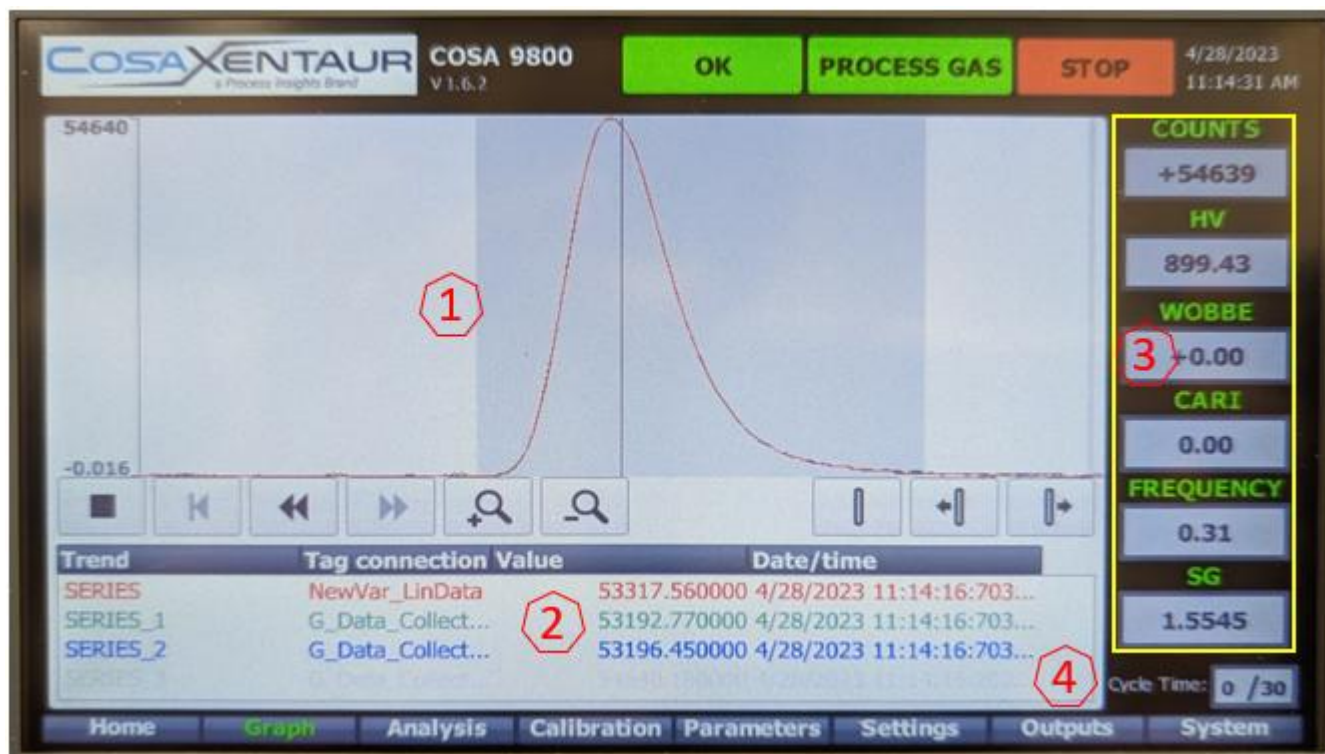 COSAXENTAUR
a Process Insights Brand
COSA 9800
V 1.6.2
OK
PROCESS GAS
STOP
4/28/2023
11:14:31 AM
54640
-0.016
1
COUNTS
+54639
HV
899.43
WOBBE
3
+0.00
CARI
0.00
FREQUENCY
0.31
SG
1.5545
Trend Tag connection Value Date/time
SERIES NewVar_LinData 53317.560000 4/28/2023 11:14:16:703...
SERIES_1 G_Data_Collect... 53192.770000 4/28/2023 11:14:16:703...
2
SERIES_2 G_Data_Collect... 53196.450000 4/28/2023 11:14:16:703...
SERIES_3 G_Data_Collect...
4
Cycle Time: 0 /30
Home Graph Analysis Calibration Parameters Settings Outputs System